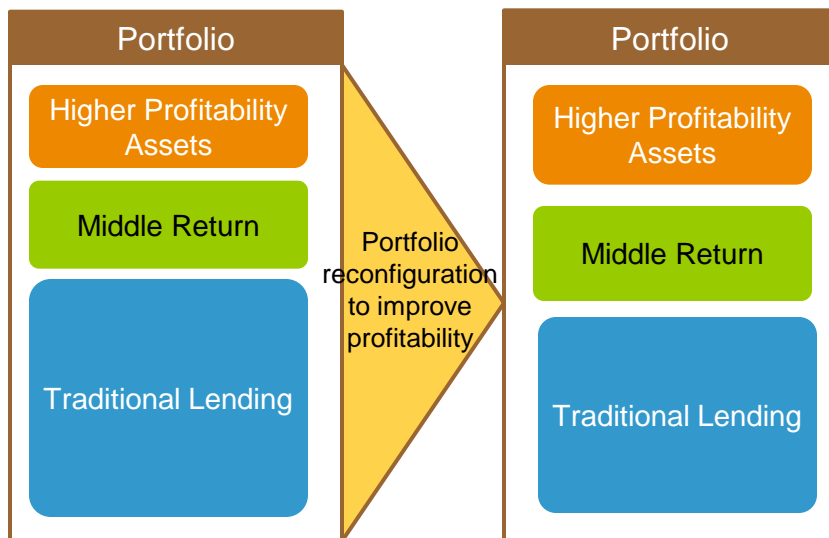 Portfolio
Higher Profitability
Assets
Middle Return
Traditional Lending
Portfolio
reconfiguration
to improve
profitability
Portfolio
Higher Profitability
Assets
Middle Return
Traditional Lending